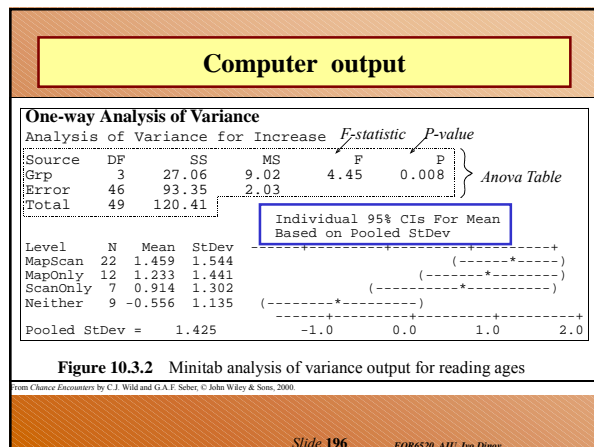 Computer output
One-way Analysis of Variance
Analysis of Variance for Increase F-statistic P-value
Source DF SS MS F P
Grp 3 27.06 9.02 4.45 0.008
Error 46 93.35 2.03
Total 49 120.41
Anova Table
Individual 95% CIs For Mean
Based on Pooled StDev
Level N Mean StDev -------+---------+---------+---------+
MapScan 22 1.459 1.544 (------*-----)
MapOnly 12 1.233 1.441 (-------*--------)
ScanOnly 7 0.914 1.302 (----------*----------)
Neither 9 -0.556 1.135 (--------*---------)
-------+---------+---------+---------+
Pooled StDev = 1.425 -1.0 0.0 1.0 2.0
Figure 10.3.2 Minitab analysis of variance output for reading ages
From Chance Encounters by C.J. Wild and G.A.F. Seber, © John Wiley & Sons, 2000.
Slide 196 EQR6520, AIU, Ivo Dinov